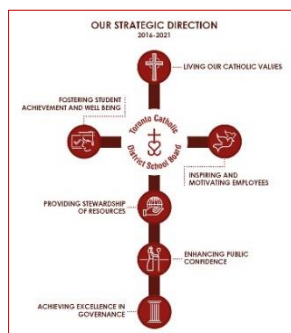 OUR STRATEGIC DIRECTION
2016-2021
LIVING OUR CATHOLIC VALUES
FOSTERING STUDENT
ACHIEVEMENT AND WELL BEING
Toronto Catholic
District School Board
INSPIRING AND
MOTIVATING EMPLOYEES
PROVIDING STEWARDSHIP
OF RESOURCES
ENHANCING PUBLIC
CONFIDENCE
ACHIEVING EXCELLENCE IN
GOVERNANCE